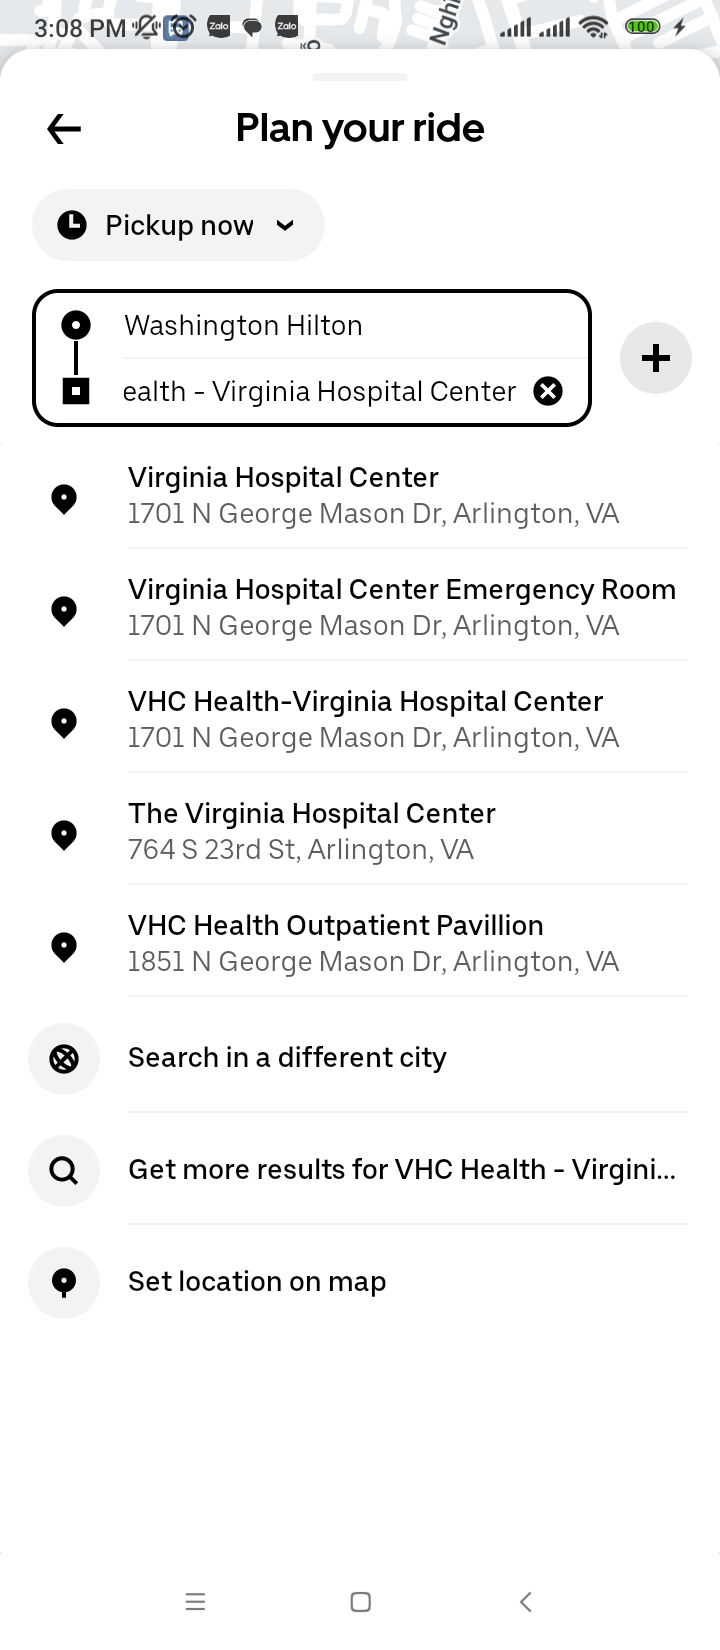 3:08 PM
Zalo
Zalo
Nghi
100
Plan your ride
Pickup now
Washington Hilton
ealth - Virginia Hospital Center
Virginia Hospital Center
1701 N George Mason Dr, Arlington, VA
Virginia Hospital Center Emergency Room
1701 N George Mason Dr, Arlington, VA
VHC Health-Virginia Hospital Center
1701 N George Mason Dr, Arlington, VA
The Virginia Hospital Center
764 S 23rd St, Arlington, VA
VHC Health Outpatient Pavillion
1851 N George Mason Dr, Arlington, VA
Search in a different city
Get more results for VHC Health - Virgini...
Set location on map